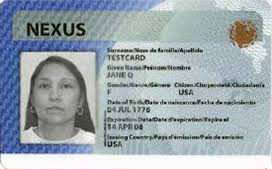 NEXUS
Surname/Nom de famille/Apellido
TESTCARD
Given Name/Prénom/Nombre
JANE Q
Gender/Genre/Género Citizen/Citoyenneté/Ciudadanía
F USA
Date of Birth/Date de naissance/Fecha de nacimiento
04 JUL 1776
Expiration Date/Date d'expiration/Expira el
14 APR 08
Issuing Country/Pays d'émission/País de emisión
USA